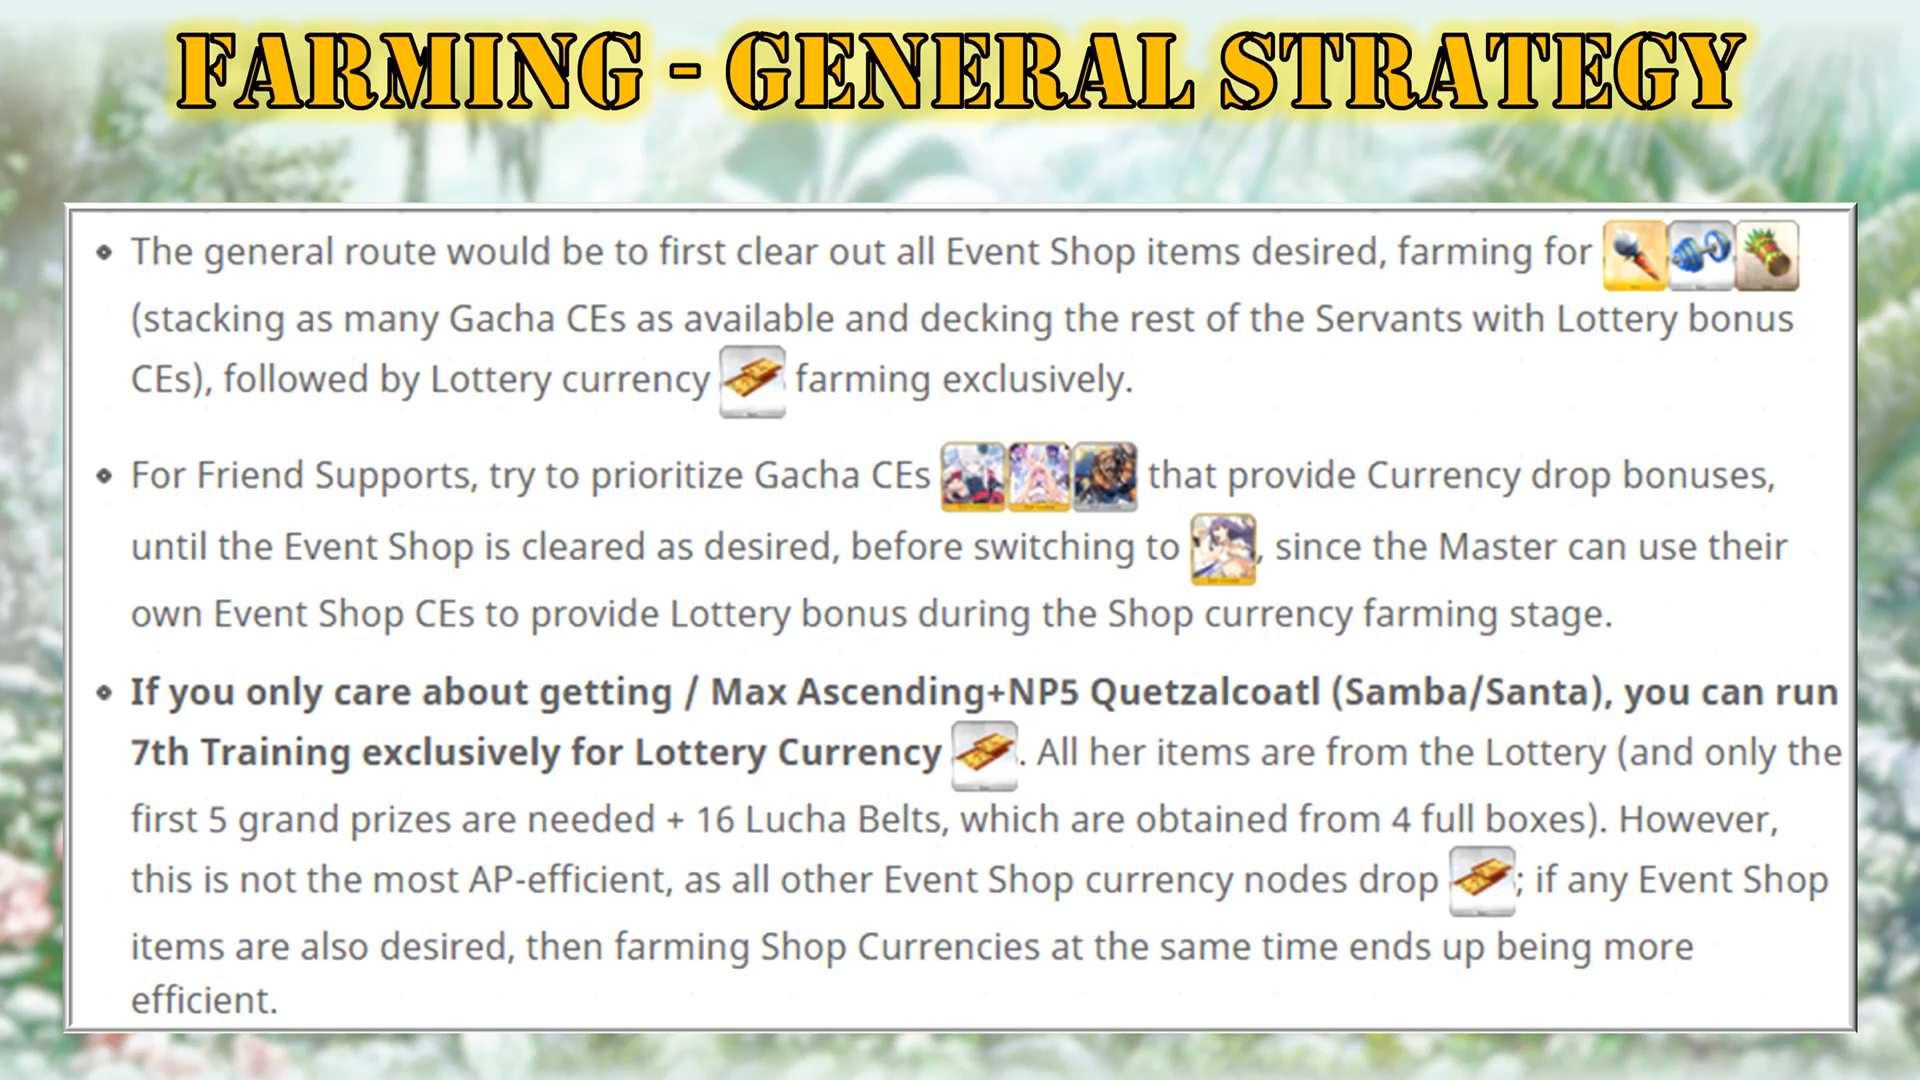 FARMING - GENERAL STRATEGY
The general route would be to first clear out all Event Shop items desired, farming for
(stacking as many Gacha CEs as available and decking the rest of the Servants with Lottery bonus
CEs), followed by Lottery currency farming exclusively.
For Friend Supports, try to prioritize Gacha CEs that provide Currency drop bonuses,
until the Event Shop is cleared as desired, before switching to , since the Master can use their
own Event Shop CEs to provide Lottery bonus during the Shop currency farming stage.
If you only care about getting / Max Ascending+NP5 Quetzalcoatl (Samba/Santa), you can run
7th Training exclusively for Lottery Currency . All her items are from the Lottery (and only the
first 5 grand prizes are needed + 16 Lucha Belts, which are obtained from 4 full boxes). However,
this is not the most AP-efficient, as all other Event Shop currency nodes drop ; if any Event Shop
items are also desired, then farming Shop Currencies at the same time ends up being more
efficient.